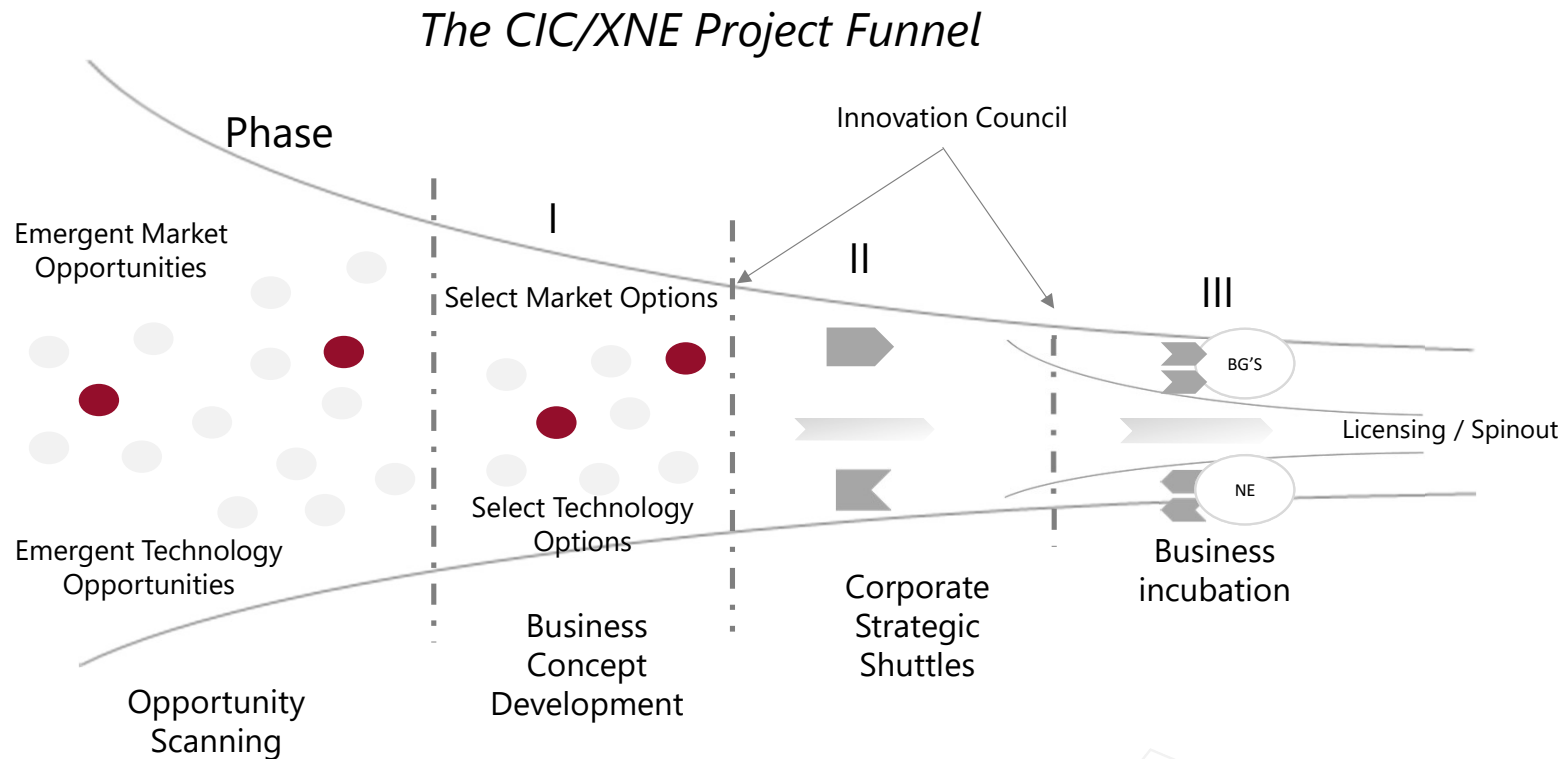 The CIC/XNE Project Funnel
Phase
Innovation Council
I
II
III
Emergent Market
Opportunities
Select Market Options
BG'S
Licensing / Spinout
NE
Select Technology
Options
Emergent Technology
Opportunities
Business
incubation
Corporate
Strategic
Shuttles
Business
Concept
Development
Opportunity
Scanning